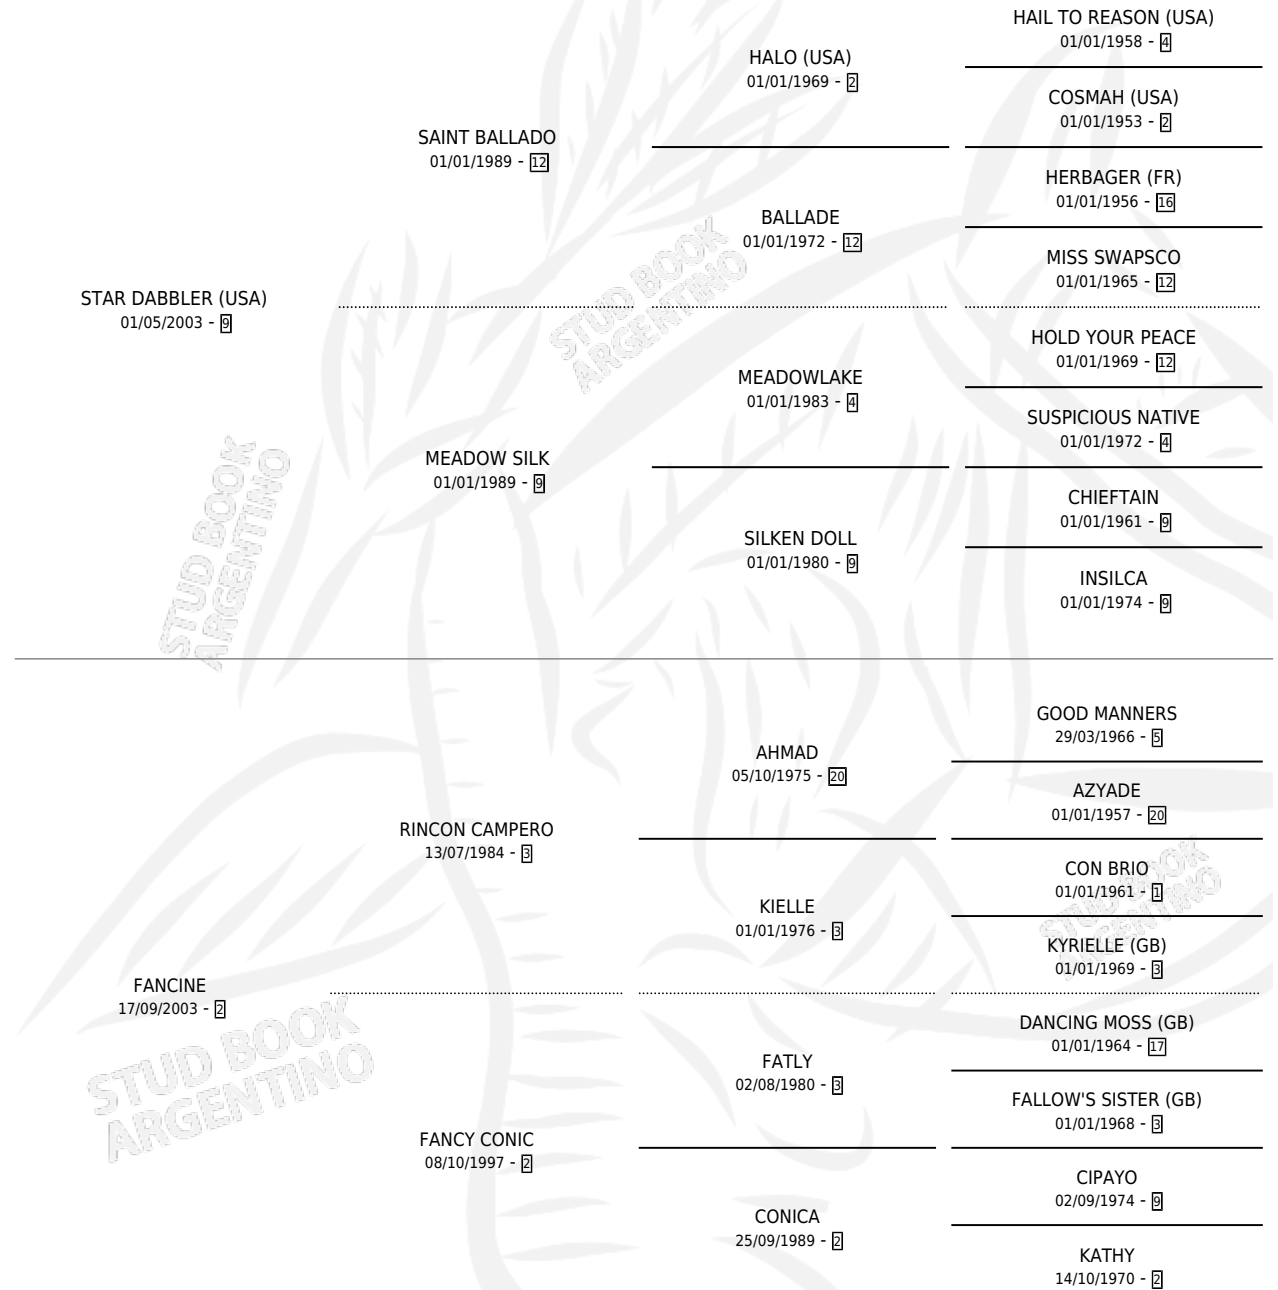 HAIL TO REASON (USA)
01/01/1958 - 4
HALO (USA)
01/01/1969 - 2
COSMAH (USA)
01/01/1953 - 2
SAINT BALLADO
01/01/1989 - 12
HERBAGER (FR)
01/01/1956 - 16
BALLADE
01/01/1972 - 12
MISS SWAPSCO
01/01/1965 - 12
STAR DABBLER (USA)
01/05/2003 - 9
HOLD YOUR PEACE
01/01/1969 - 12
MEADOWLAKE
01/01/1983 - 4
SUSPICIOUS NATIVE
01/01/1972 - 4
MEADOW SILK
01/01/1989 - 9
CHIEFTAIN
01/01/1961 - 9
SILKEN DOLL
01/01/1980 - 9
INSILCA
01/01/1974 - 9
GOOD MANNERS
29/03/1966 - 5
AHMAD
05/10/1975 - 20
AZYADE
01/01/1957 - 20
RINCON CAMPERO
13/07/1984 - 3
CON BRIO
01/01/1961 - 1
KIELLE
01/01/1976 - 3
KYRIELLE (GB)
01/01/1969 - 3
FANCINE
17/09/2003 - 2
DANCING MOSS (GB)
01/01/1964 - 17
FATLY
02/08/1980 - 3
FALLOW'S SISTER (GB)
01/01/1968 - 3
FANCY CONIC
08/10/1997 - 2
CIPAYO
02/09/1974 - 9
CONICA
25/09/1989 - 2
KATHY
14/10/1970 - 2
STUD BOOK
ARGENTINO
STUD BOOK
ARGENTINO
STUD BOOK
ARGENTINO
STUD BOOK
ARGENTINO